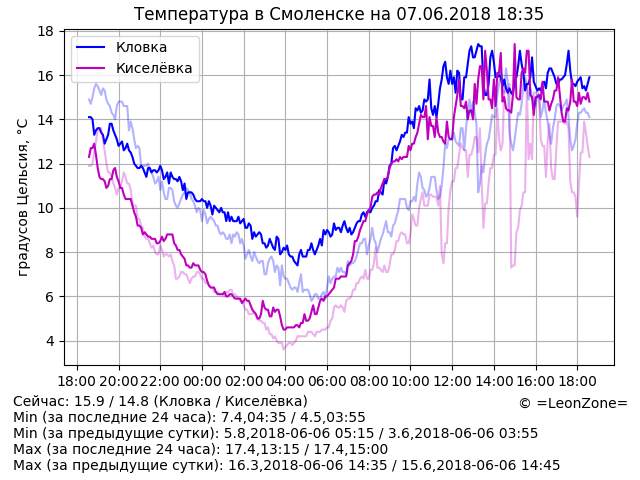 Температура в Смоленске на 07.06.2018 18:35
18
16
14
12
10
8
6
4
градусов Цельсия, °C
Кловка
Киселёвка
18:00 20:00 22:00 00:00 02:00 04:00 06:00 08:00 10:00 12:00 14:00 16:00 18:00
Сейчас: 15.9 / 14.8 (Кловка / Киселёвка)
© =LeonZone=
Min (за последние 24 часа): 7.4,04:35 / 4.5,03:55
Min (за предыдущие сутки): 5.8,2018-06-06 05:15 / 3.6,2018-06-06 03:55
Max (за последние 24 часа): 17.4,13:15 / 17.4,15:00
Max (за предыдущие сутки): 16.3,2018-06-06 14:35 / 15.6,2018-06-06 14:45